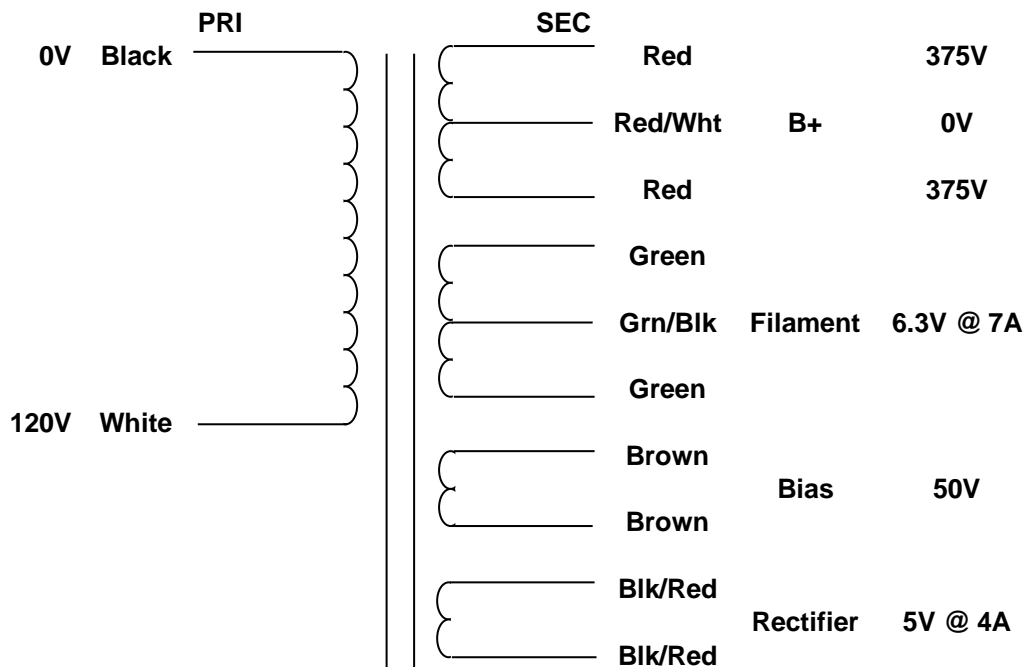 PRI SEC
0V Black Red 375V
Red/Wht B+ 0V
Red 375V
Green
Grn/Blk Filament 6.3V @ 7A
Green
120V White
Brown
Bias 50V
Brown
Blk/Red
Rectifier 5V @ 4A
Blk/Red